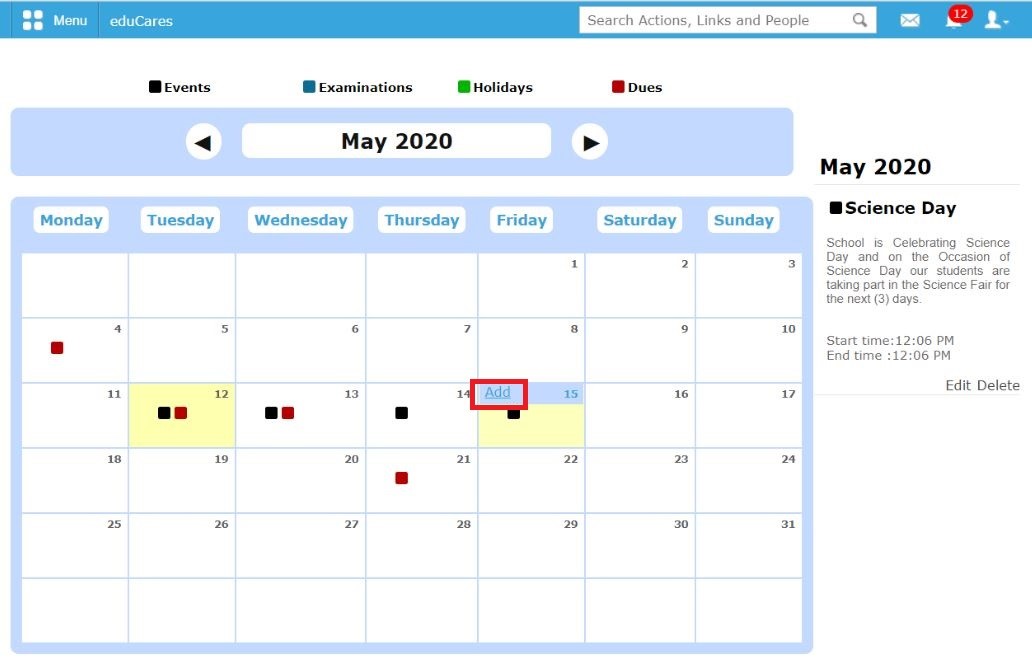 Menu eduCares Search Actions, Links and People 12
Events Examinations Holidays Dues
◀ May 2020 ▶
Monday Tuesday Wednesday Thursday Friday Saturday Sunday
1 2 3
4 5 6 7 8 9 10
11 12 13 14 Add 15 16 17
18 19 20 21 22 23 24
25 26 27 28 29 30 31
May 2020
Science Day
School is Celebrating Science
Day and on the Occasion of
Science Day our students are
taking part in the Science Fair for
the next (3) days.
Start time:12:06 PM
End time :12:06 PM
Edit Delete